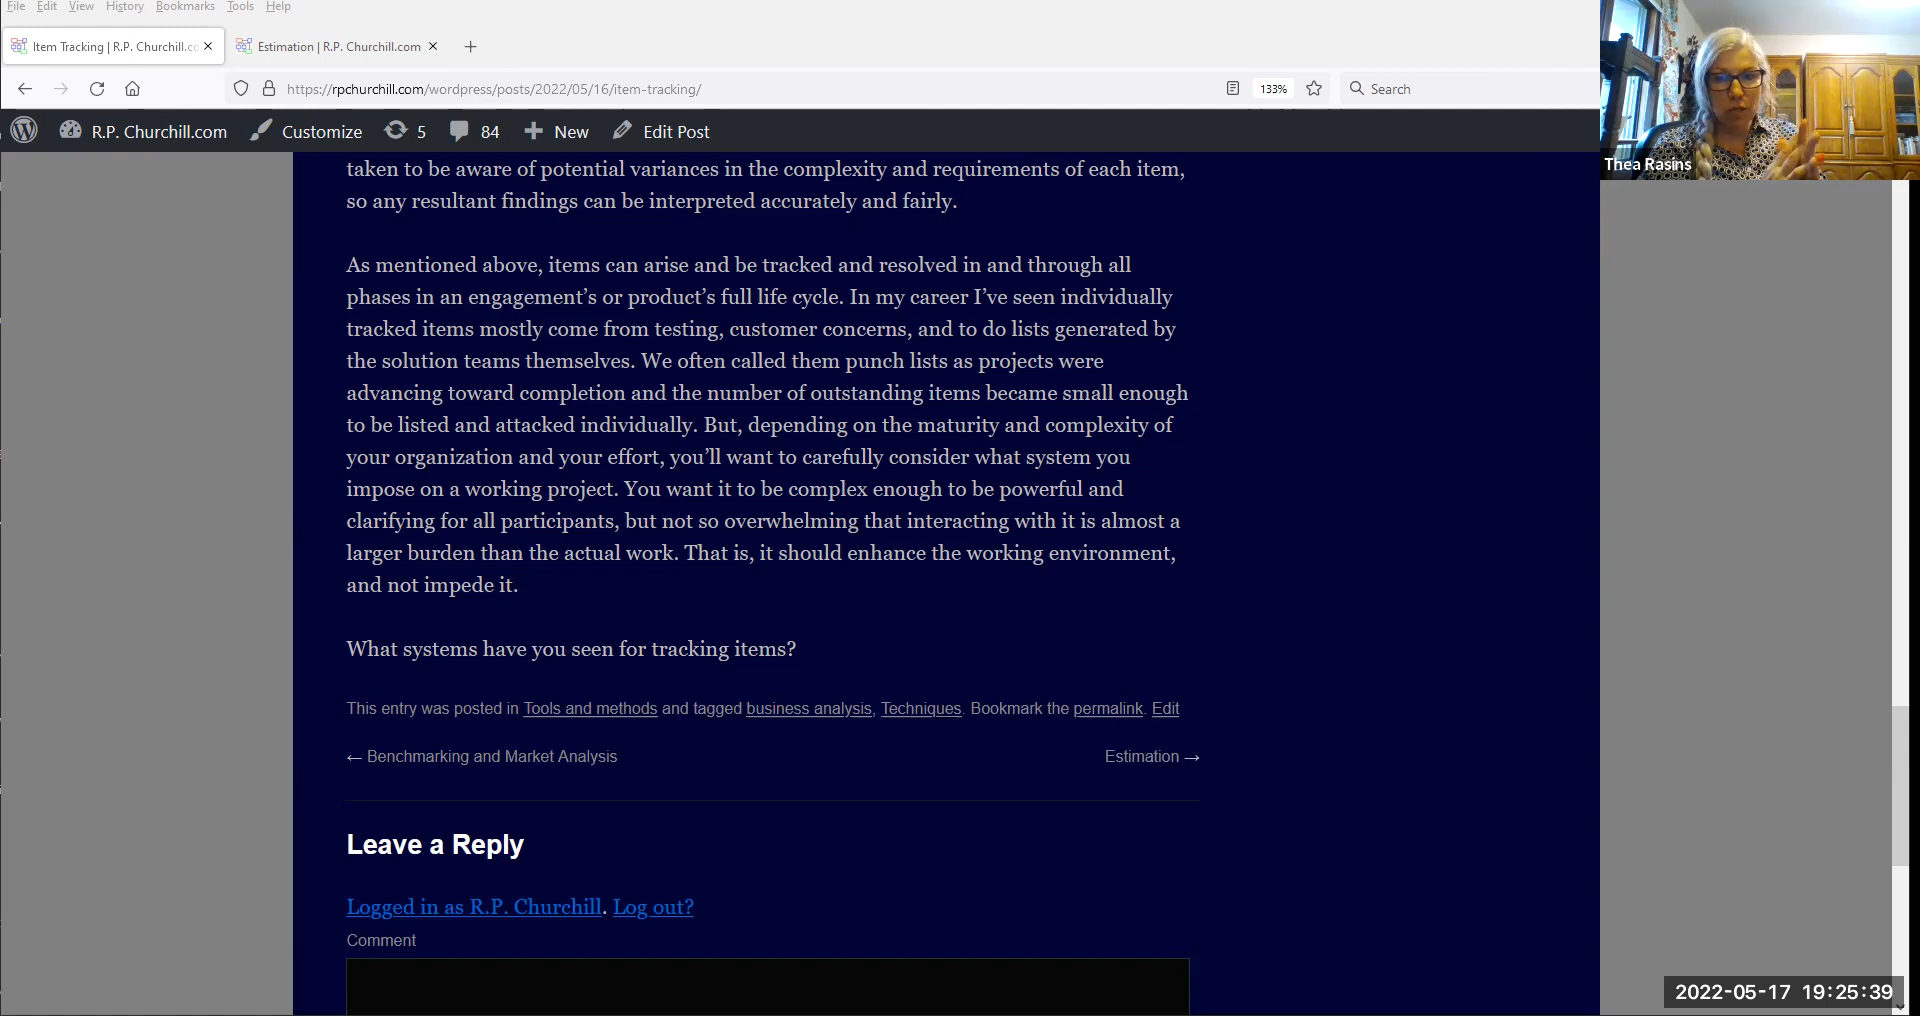 File Edit View History Bookmarks Tools Help
Item Tracking | R.P. Churchill.co
Estimation | R.P. Churchill.com
https://rpchurchill.com/wordpress/posts/2022/05/16/item-tracking/
133%
Search
R.P. Churchill.com Customize 5 84 New Edit Post
Thea Rasins
taken to be aware of potential variances in the complexity and requirements of each item,
so any resultant findings can be interpreted accurately and fairly.
As mentioned above, items can arise and be tracked and resolved in and through all
phases in an engagement’s or product’s full life cycle. In my career I’ve seen individually
tracked items mostly come from testing, customer concerns, and to do lists generated by
the solution teams themselves. We often called them punch lists as projects were
advancing toward completion and the number of outstanding items became small enough
to be listed and attacked individually. But, depending on the maturity and complexity of
your organization and your effort, you’ll want to carefully consider what system you
impose on a working project. You want it to be complex enough to be powerful and
clarifying for all participants, but not so overwhelming that interacting with it is almost a
larger burden than the actual work. That is, it should enhance the working environment,
and not impede it.
What systems have you seen for tracking items?
This entry was posted in Tools and methods and tagged business analysis, Techniques. Bookmark the permalink. Edit
← Benchmarking and Market Analysis
Estimation →
Leave a Reply
Logged in as R.P. Churchill. Log out?
Comment
2022-05-17 19:25:39